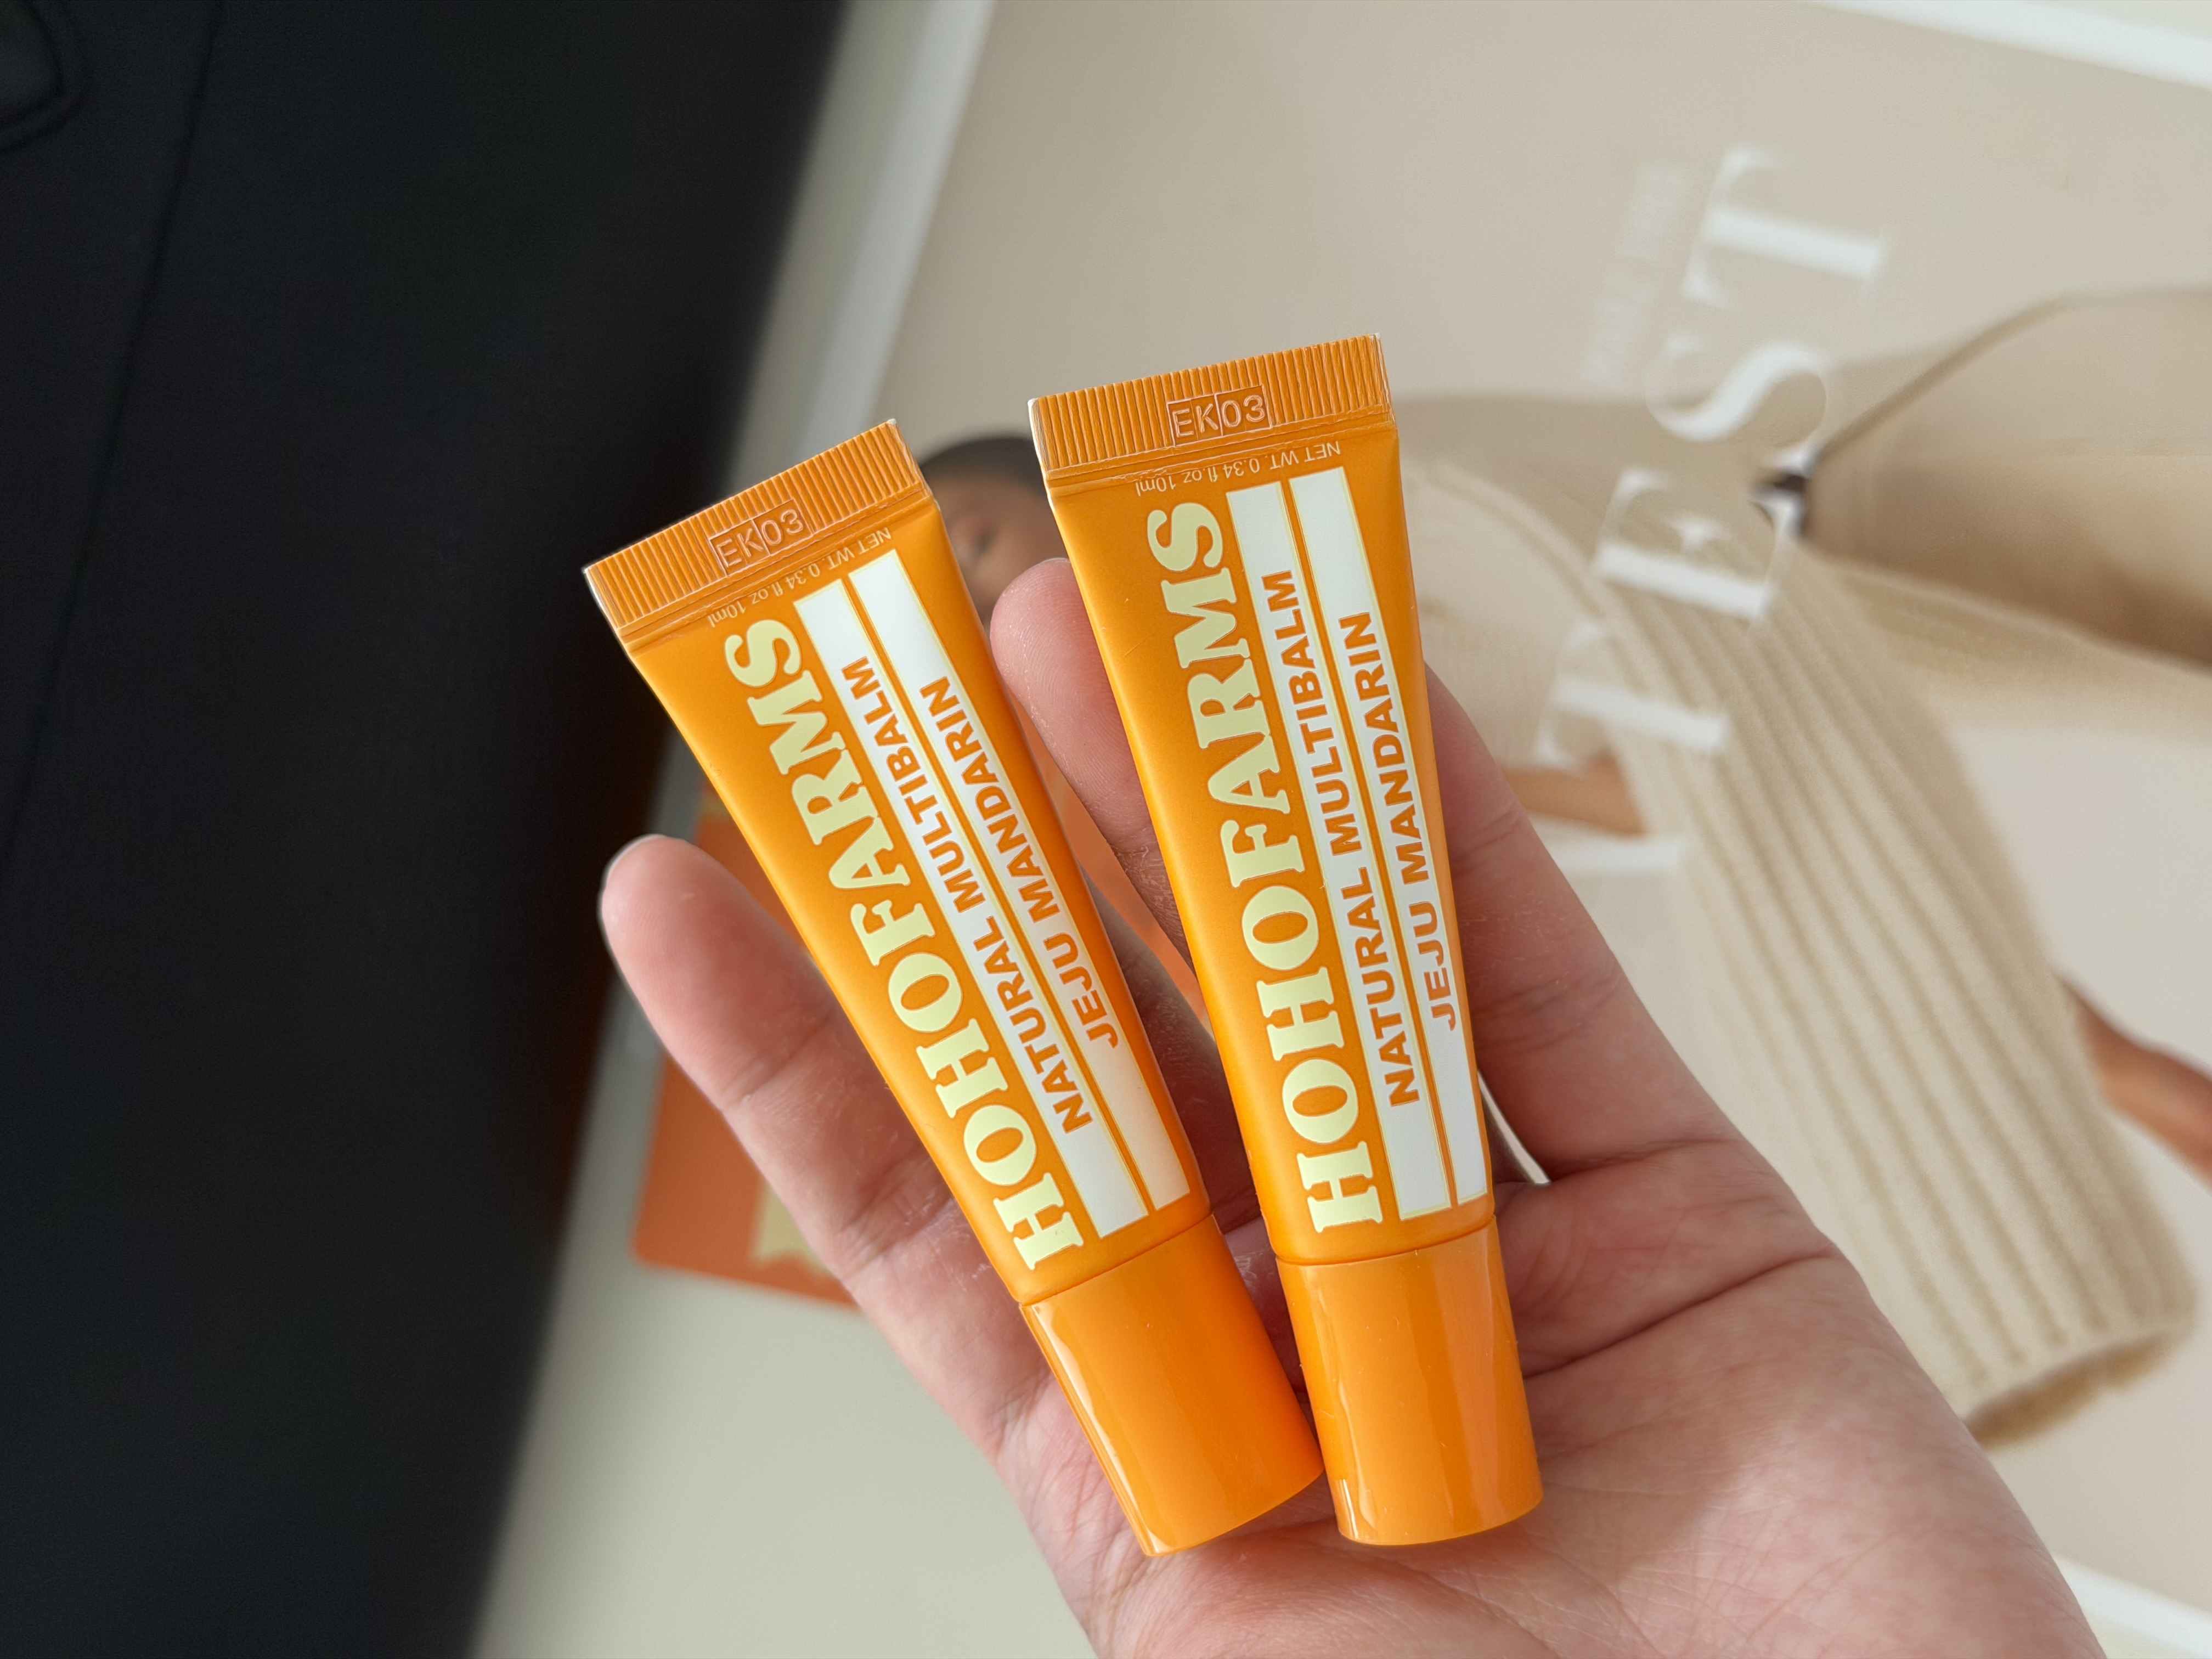 EK03
NET WT. 0.34 fl.oz 10ml
HOHOFARMS
NATURAL MULTIBALM
JEJU MANDARIN
EK03
NET WT. 0.34 fl.oz 10ml
HOHOFARMS
NATURAL MULTIBALM
JEJU MANDARIN